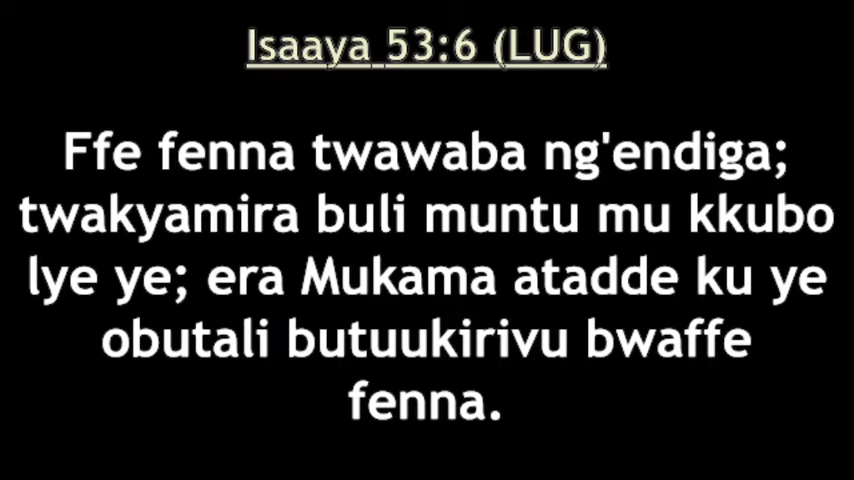 Isaaya 53:6 (LUG)
Ffe fenna twawaba ng'endiga;
twakyamira buli muntu mu kkubo
lye ye; era Mukama atadde ku ye
obutali butuukirivu bwaffe
fenna.